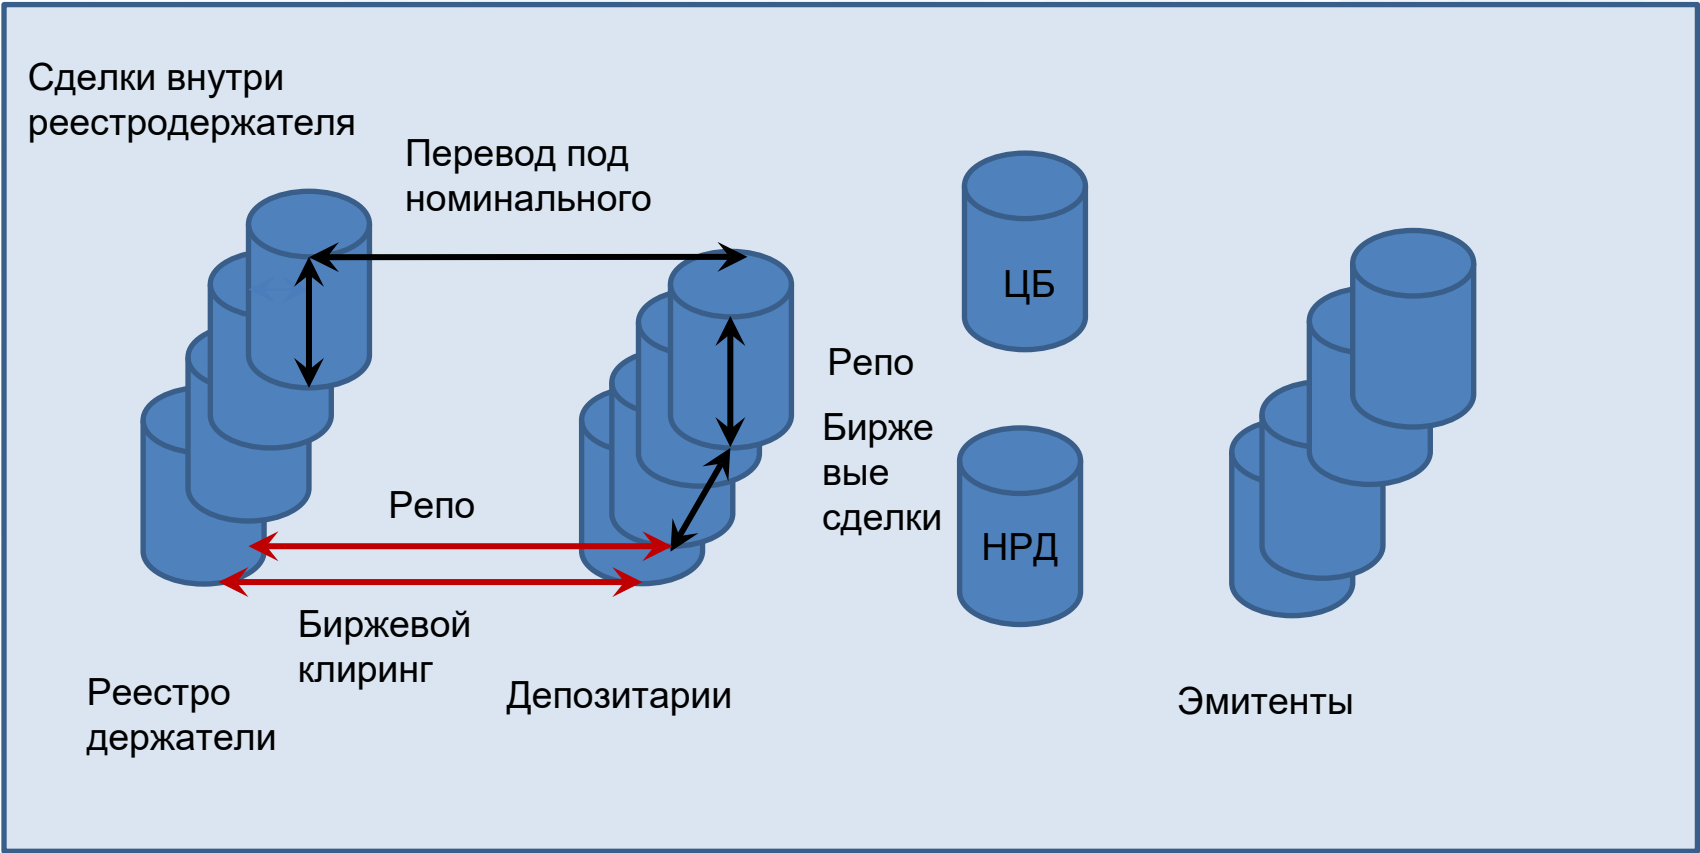 Сделки внутри
реестродержателя
Перевод под
номинального
ЦБ
Репо
Бирже
вые
сделки
Репо
НРД
Биржевой
клиринг
Реестро
держатели
Депозитарии
Эмитенты